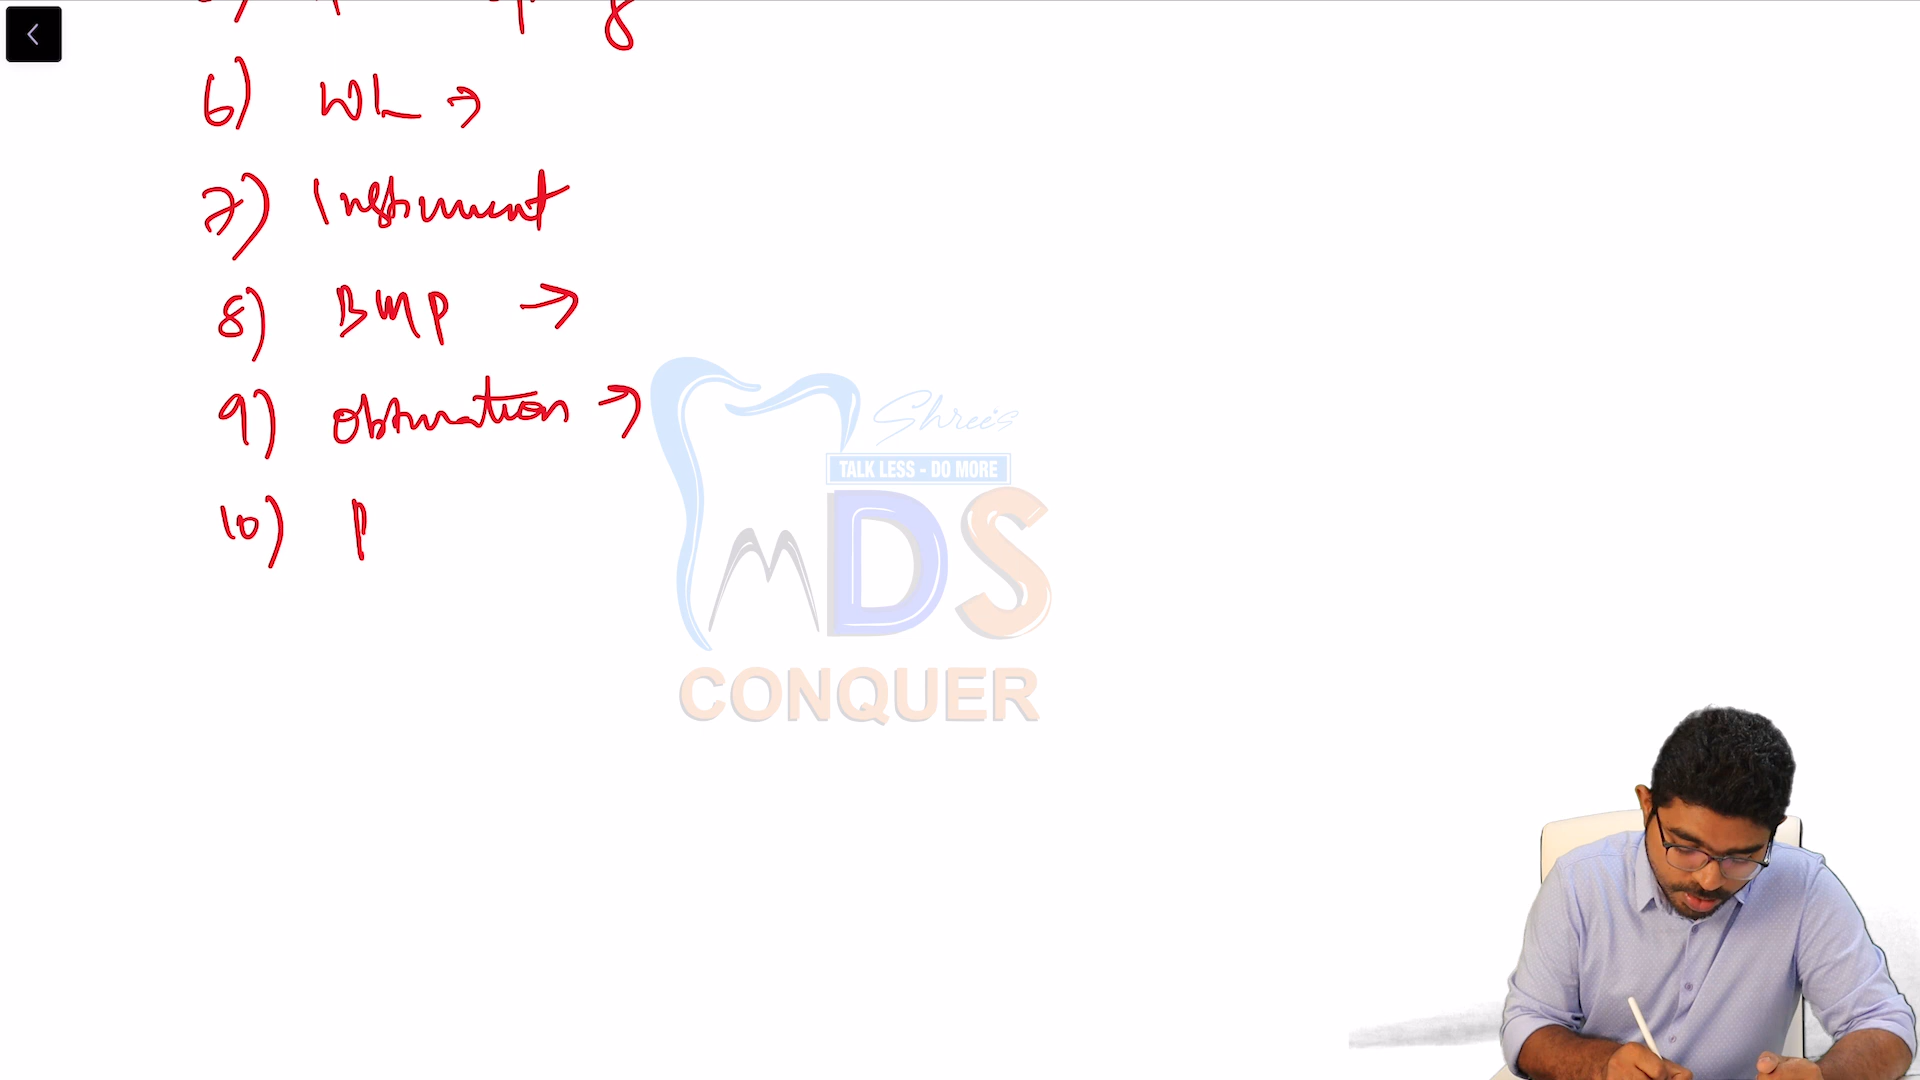 6) WL →
7) Instrument
8) BMP →
9) Obturation →
10) P
Shree's
TALK LESS - DO MORE
MDS
CONQUER